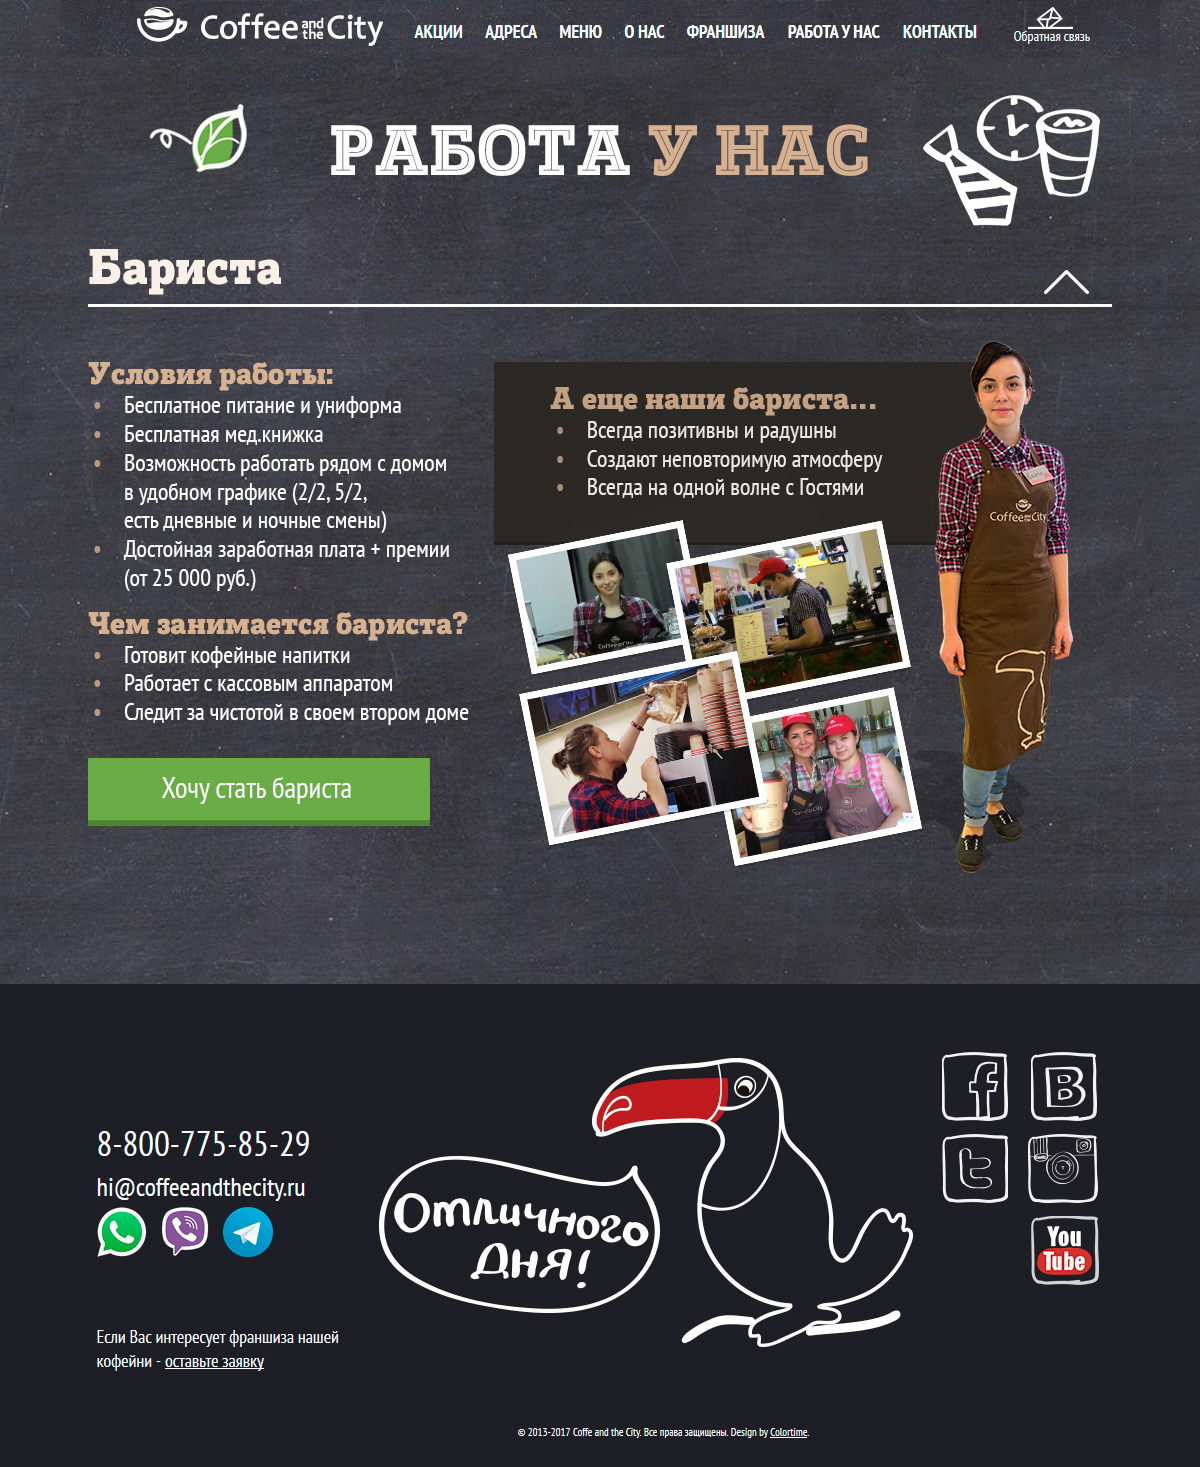 Coffee and the City
АКЦИИ АДРЕСА МЕНЮ О НАС ФРАНШИЗА РАБОТА У НАС КОНТАКТЫ
Обратная связь
РАБОТА У НАС
Бариста
Условия работы:
• Бесплатное питание и униформа
• Бесплатная мед.книжка
• Возможность работать рядом с домом
в удобном графике (2/2, 5/2,
есть дневные и ночные смены)
• Достойная заработная плата + премии
(от 25 000 руб.)
Чем занимается бариста?
• Готовит кофейные напитки
• Работает с кассовым аппаратом
• Следит за чистотой в своем втором доме
Хочу стать бариста
А еще наши бариста...
• Всегда позитивны и радушны
• Создают неповторимую атмосферу
• Всегда на одной волне с Гостями
Coffee and the City
8-800-775-85-29
hi@coffeeandthecity.ru
Если Вас интересует франшиза нашей
кофейни - оставьте заявку
Отличного
Дня!
f B
t
You
Tube
© 2013-2017 Coffe and the City. Все права защищены. Design by Colortime.